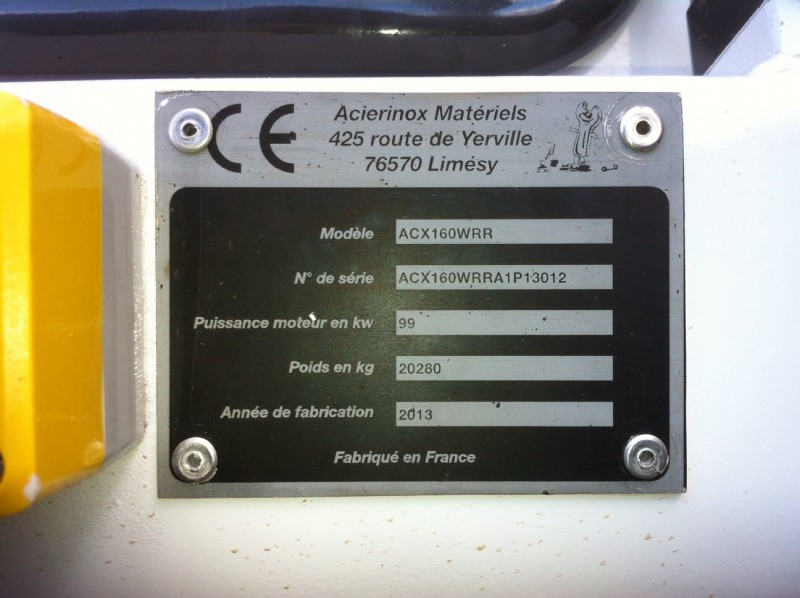 CE
Acierinox Matériels
425 route de Yerville
76570 Limésy
Modèle ACX160WRR
N° de série ACX160WRRA1P13012
Puissance moteur en kw 99
Poids en kg 20280
Année de fabrication 2013
Fabriqué en France